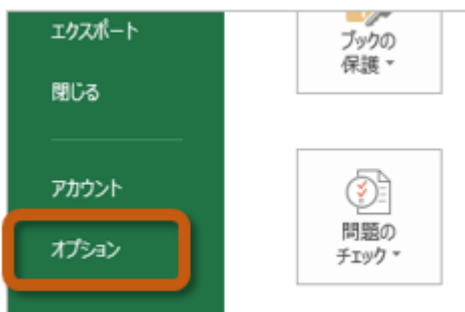 エクスポート
ブックの
保護
閉じる
アカウント
問題の
チェック
オプション